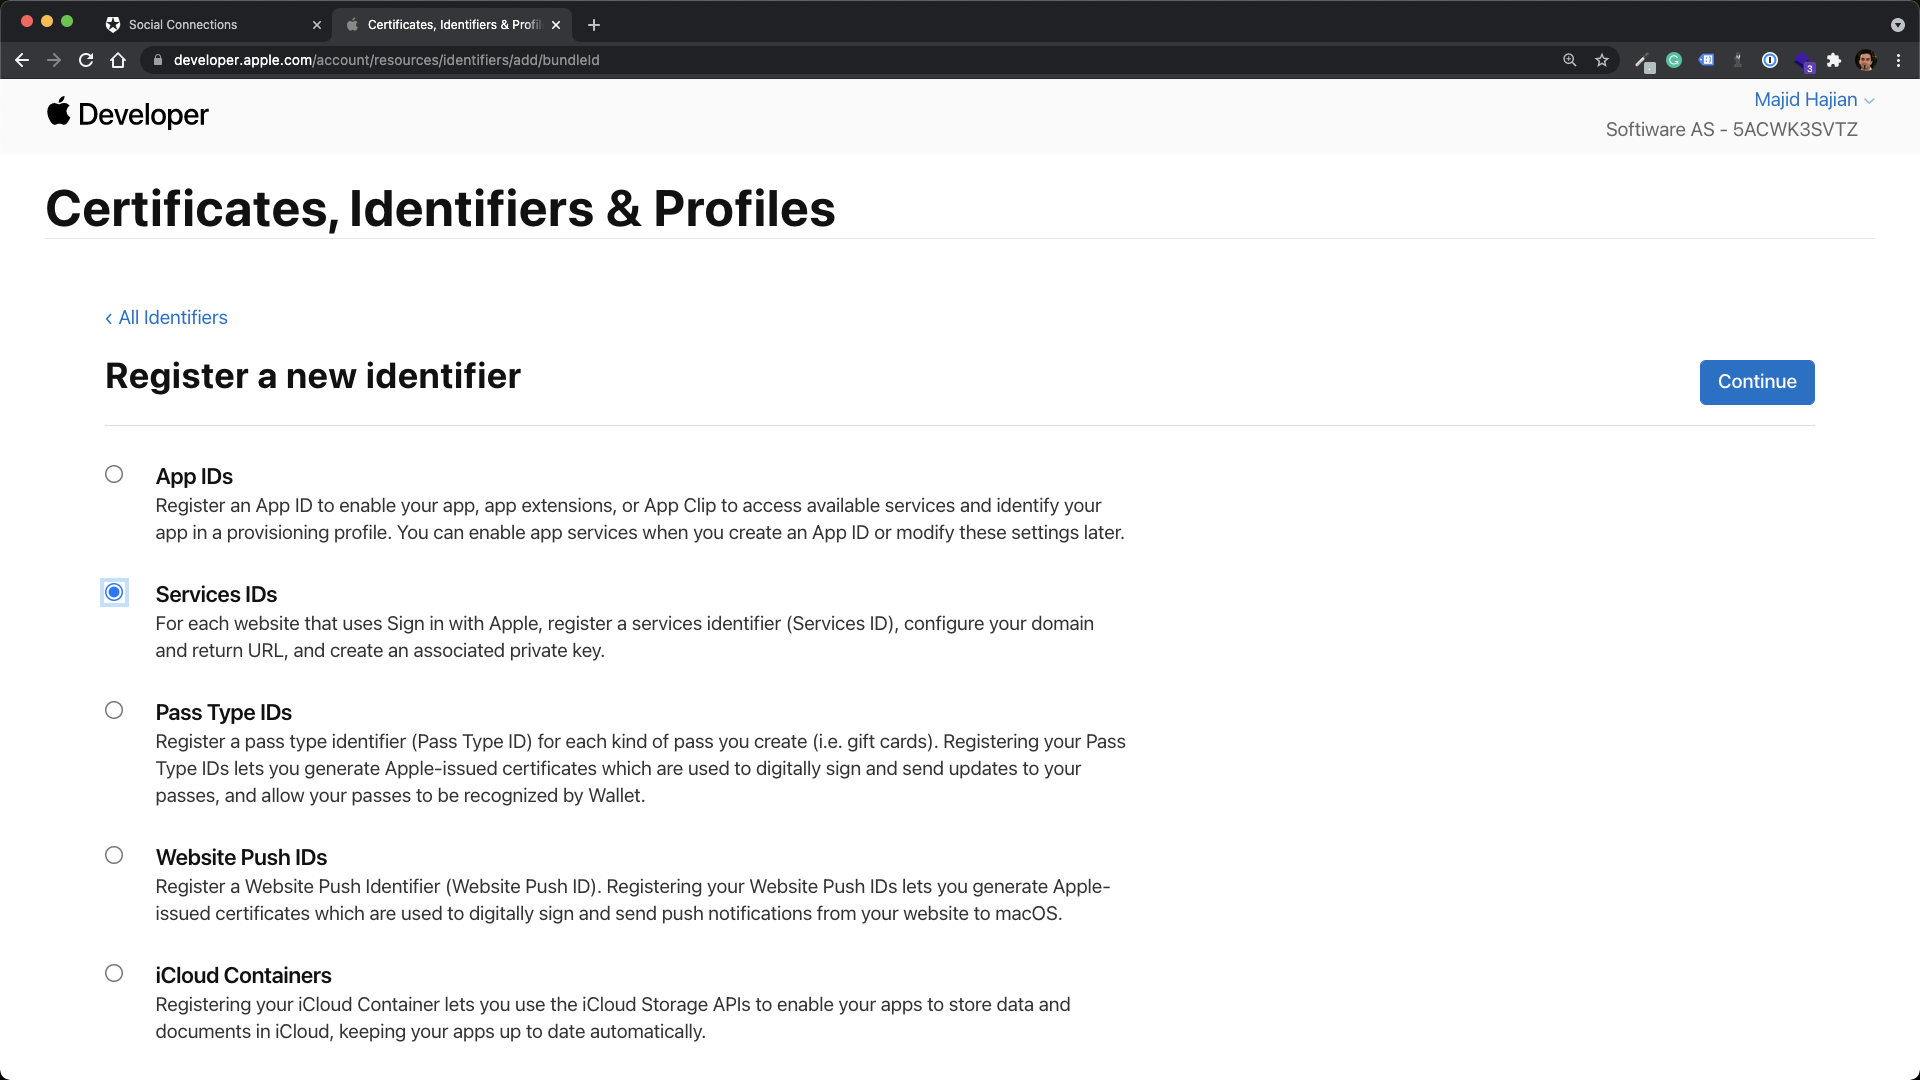 Social Connections
Certificates, Identifiers & Profil
developer.apple.com/account/resources/identifiers/add/bundleId
3
Developer
Majid Hajian
Softiware AS - 5ACWK3SVTZ
Certificates, Identifiers & Profiles
‹ All Identifiers
Register a new identifier
Continue
App IDs
Register an App ID to enable your app, app extensions, or App Clip to access available services and identify your
app in a provisioning profile. You can enable app services when you create an App ID or modify these settings later.
Services IDs
For each website that uses Sign in with Apple, register a services identifier (Services ID), configure your domain
and return URL, and create an associated private key.
Pass Type IDs
Register a pass type identifier (Pass Type ID) for each kind of pass you create (i.e. gift cards). Registering your Pass
Type IDs lets you generate Apple-issued certificates which are used to digitally sign and send updates to your
passes, and allow your passes to be recognized by Wallet.
Website Push IDs
Register a Website Push Identifier (Website Push ID). Registering your Website Push IDs lets you generate Apple-
issued certificates which are used to digitally sign and send push notifications from your website to macOS.
iCloud Containers
Registering your iCloud Container lets you use the iCloud Storage APIs to enable your apps to store data and
documents in iCloud, keeping your apps up to date automatically.